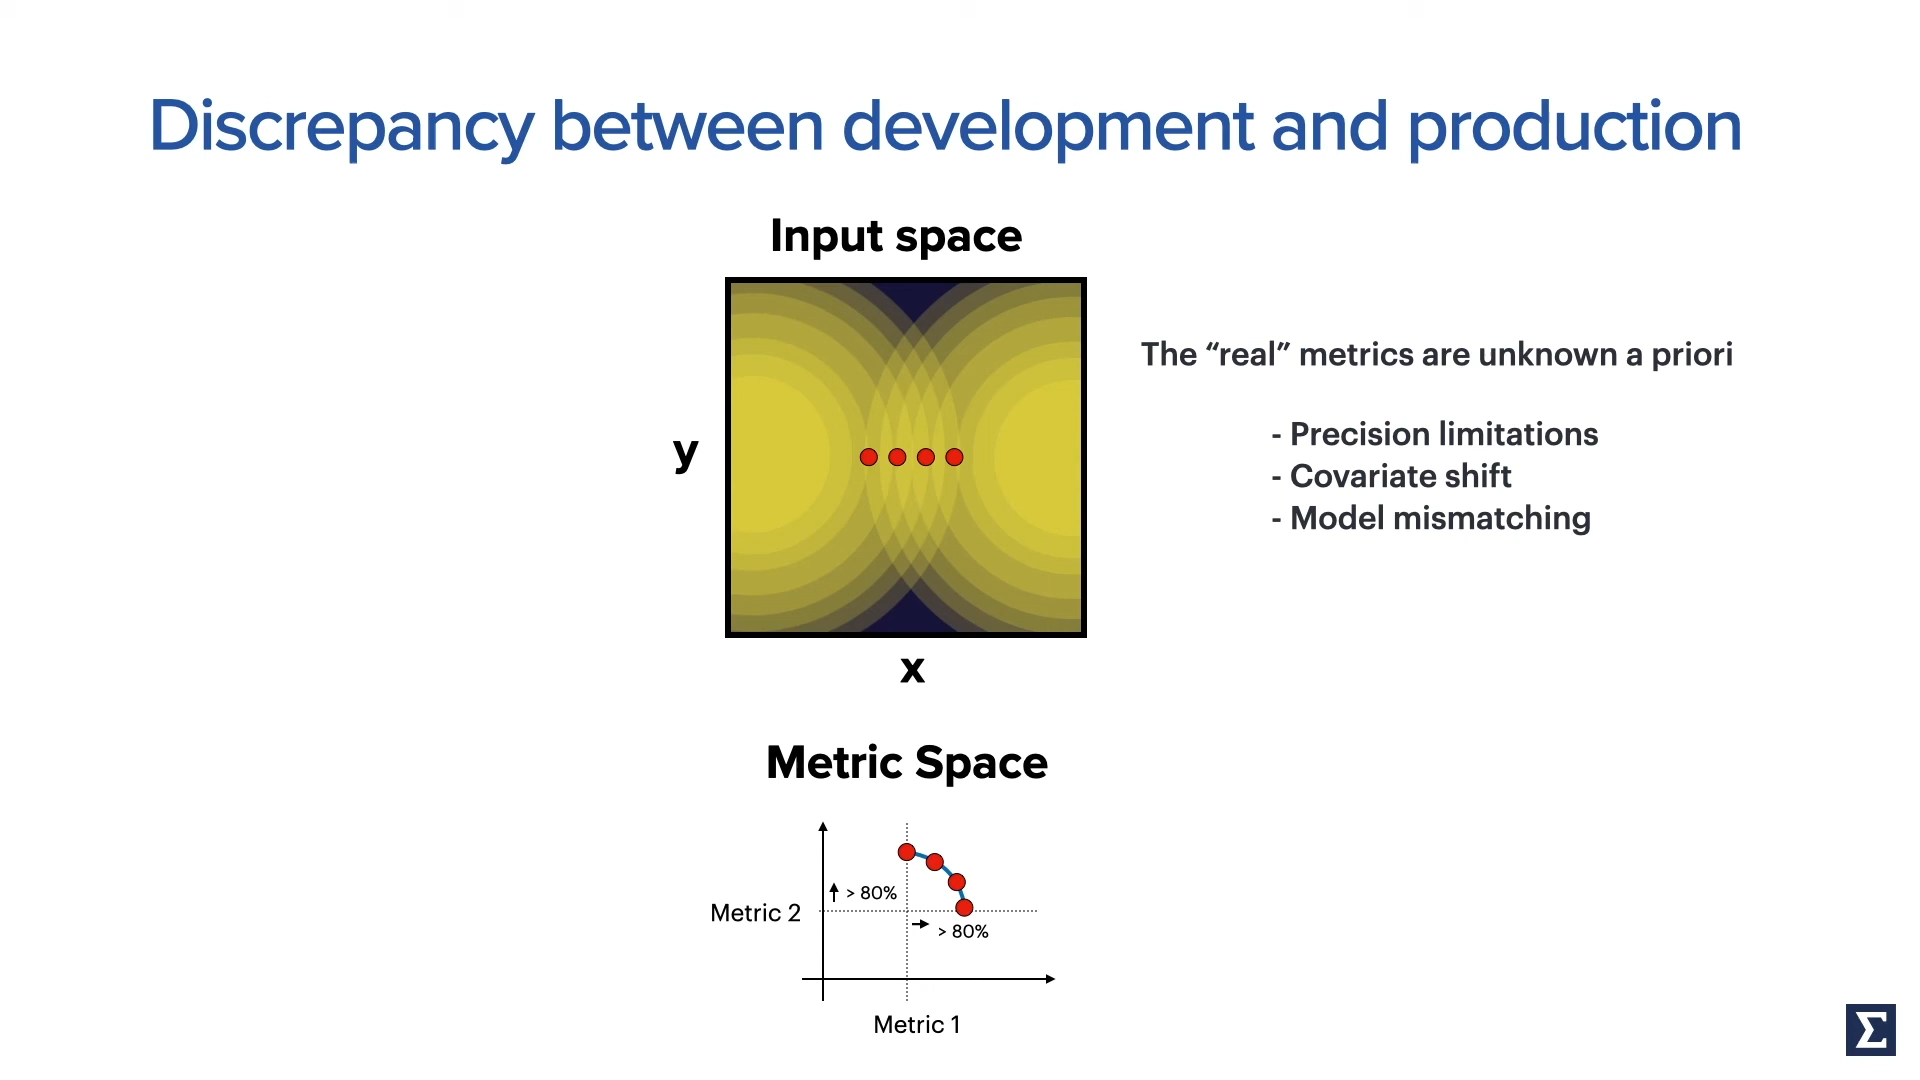 Discrepancy between development and production
Input space
y
x
The “real” metrics are unknown a priori
- Precision limitations
- Covariate shift
- Model mismatching
Metric Space
> 80%
Metric 2
> 80%
Metric 1
Σ